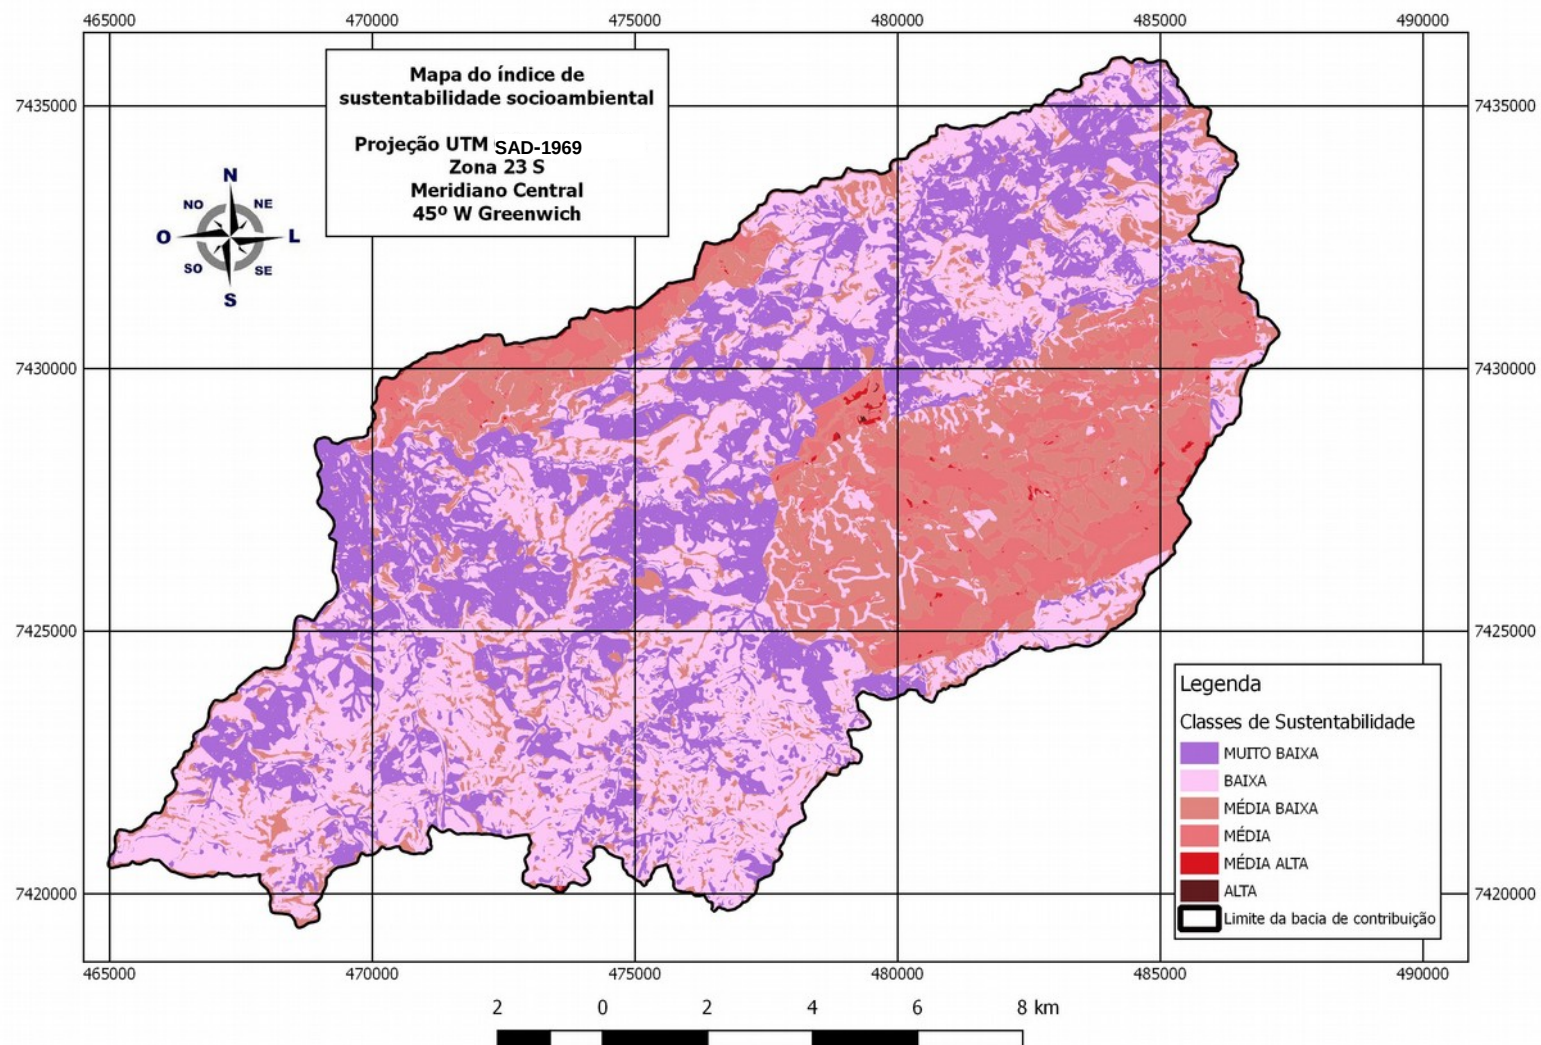 465000 470000 475000 480000 485000 490000
Mapa do índice de
sustentabilidade socioambiental
Projeção UTM SAD-1969
Zona 23 S
Meridiano Central
45º W Greenwich
7435000 7435000
N
NO NE
O L
SO SE
S
7430000 7430000
7425000 7425000
Legenda
Classes de Sustentabilidade
MUITO BAIXA
BAIXA
MÉDIA BAIXA
MÉDIA
MÉDIA ALTA
ALTA
Limite da bacia de contribuição
7420000 7420000
465000 470000 475000 480000 485000 490000
2 0 2 4 6 8 km